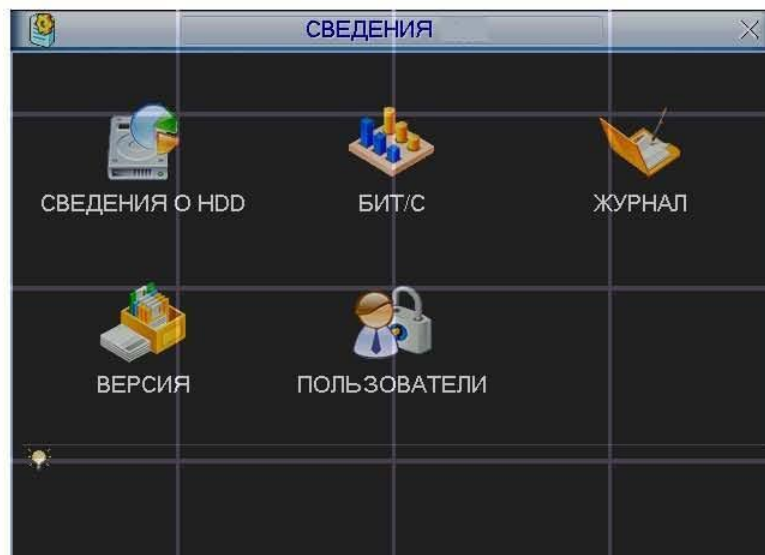 СВЕДЕНИЯ
СВЕДЕНИЯ О HDD
БИТ/С
ЖУРНАЛ
ВЕРСИЯ
ПОЛЬЗОВАТЕЛИ